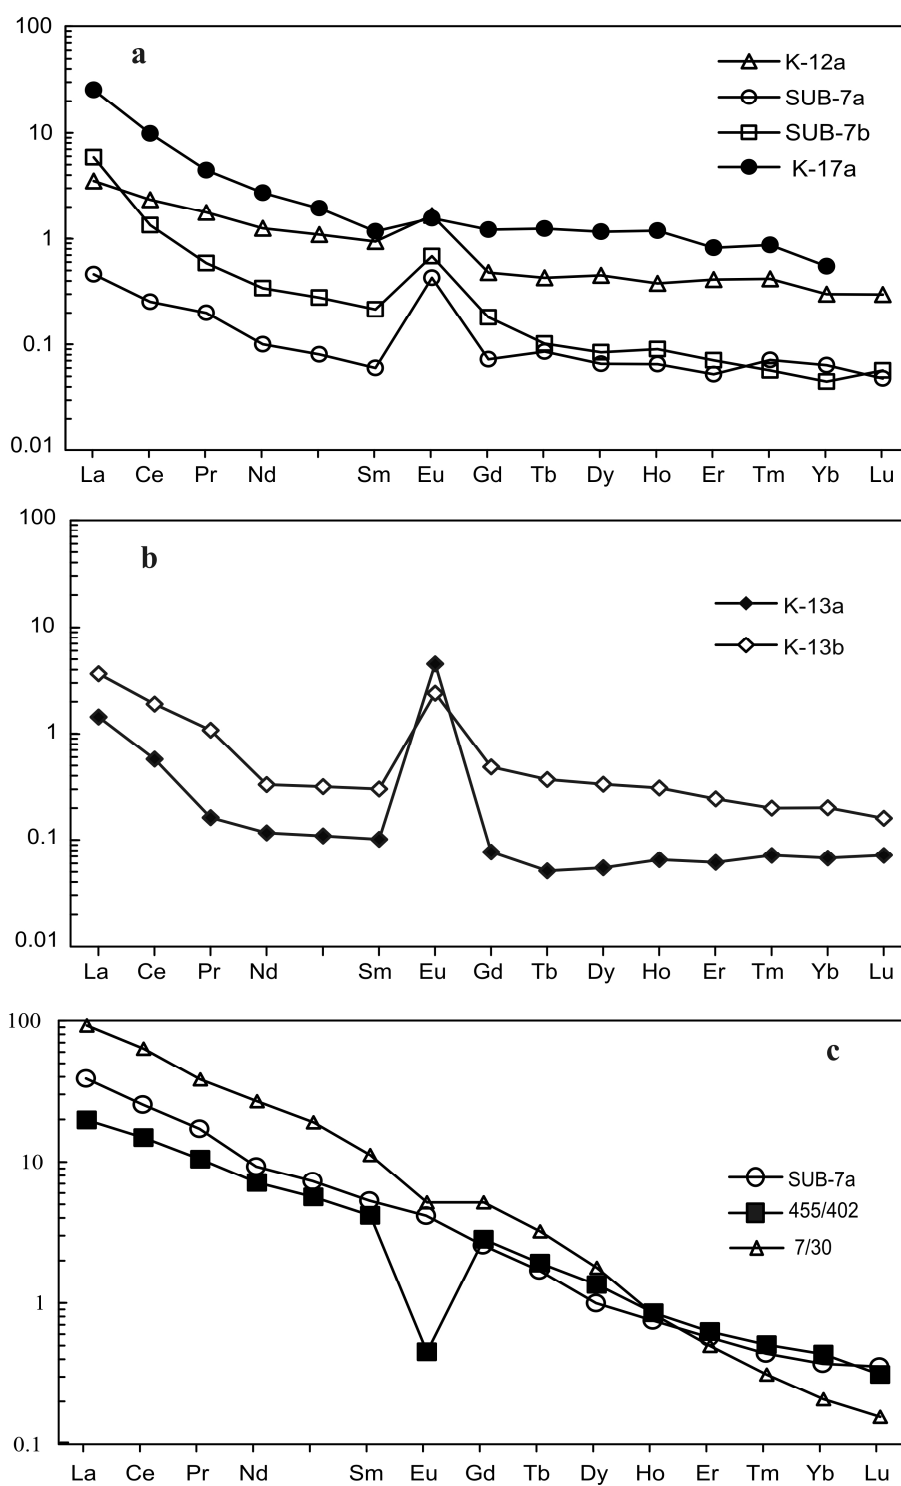 100
a
K-12a
SUB-7a
10
SUB-7b
K-17a
1
0.1
0.01
La Ce Pr Nd Sm Eu Gd Tb Dy Ho Er Tm Yb Lu
100
b
K-13a
10
K-13b
1
0.1
0.01
La Ce Pr Nd Sm Eu Gd Tb Dy Ho Er Tm Yb Lu
100
c
10
SUB-7a
455/402
7/30
1
0.1
La Ce Pr Nd Sm Eu Gd Tb Dy Ho Er Tm Yb Lu